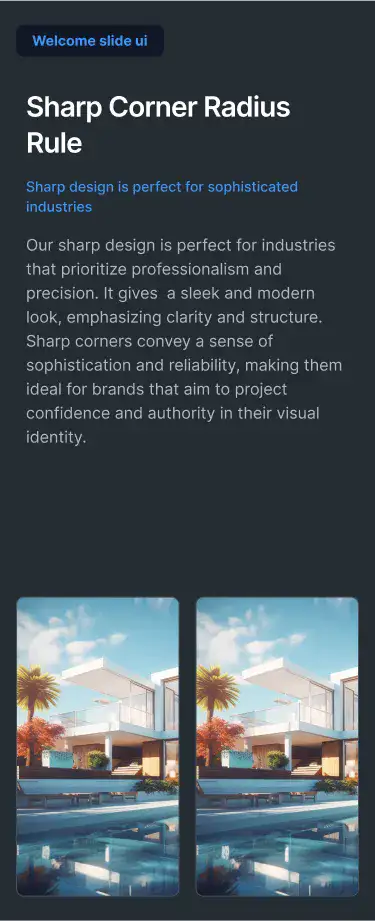 Welcome slide ui
Sharp Corner Radius
Rule
Sharp design is perfect for sophisticated
industries
Our sharp design is perfect for industries
that prioritize professionalism and
precision. It gives  a sleek and modern
look, emphasizing clarity and structure.
Sharp corners convey a sense of
sophistication and reliability, making them
ideal for brands that aim to project
confidence and authority in their visual
identity.